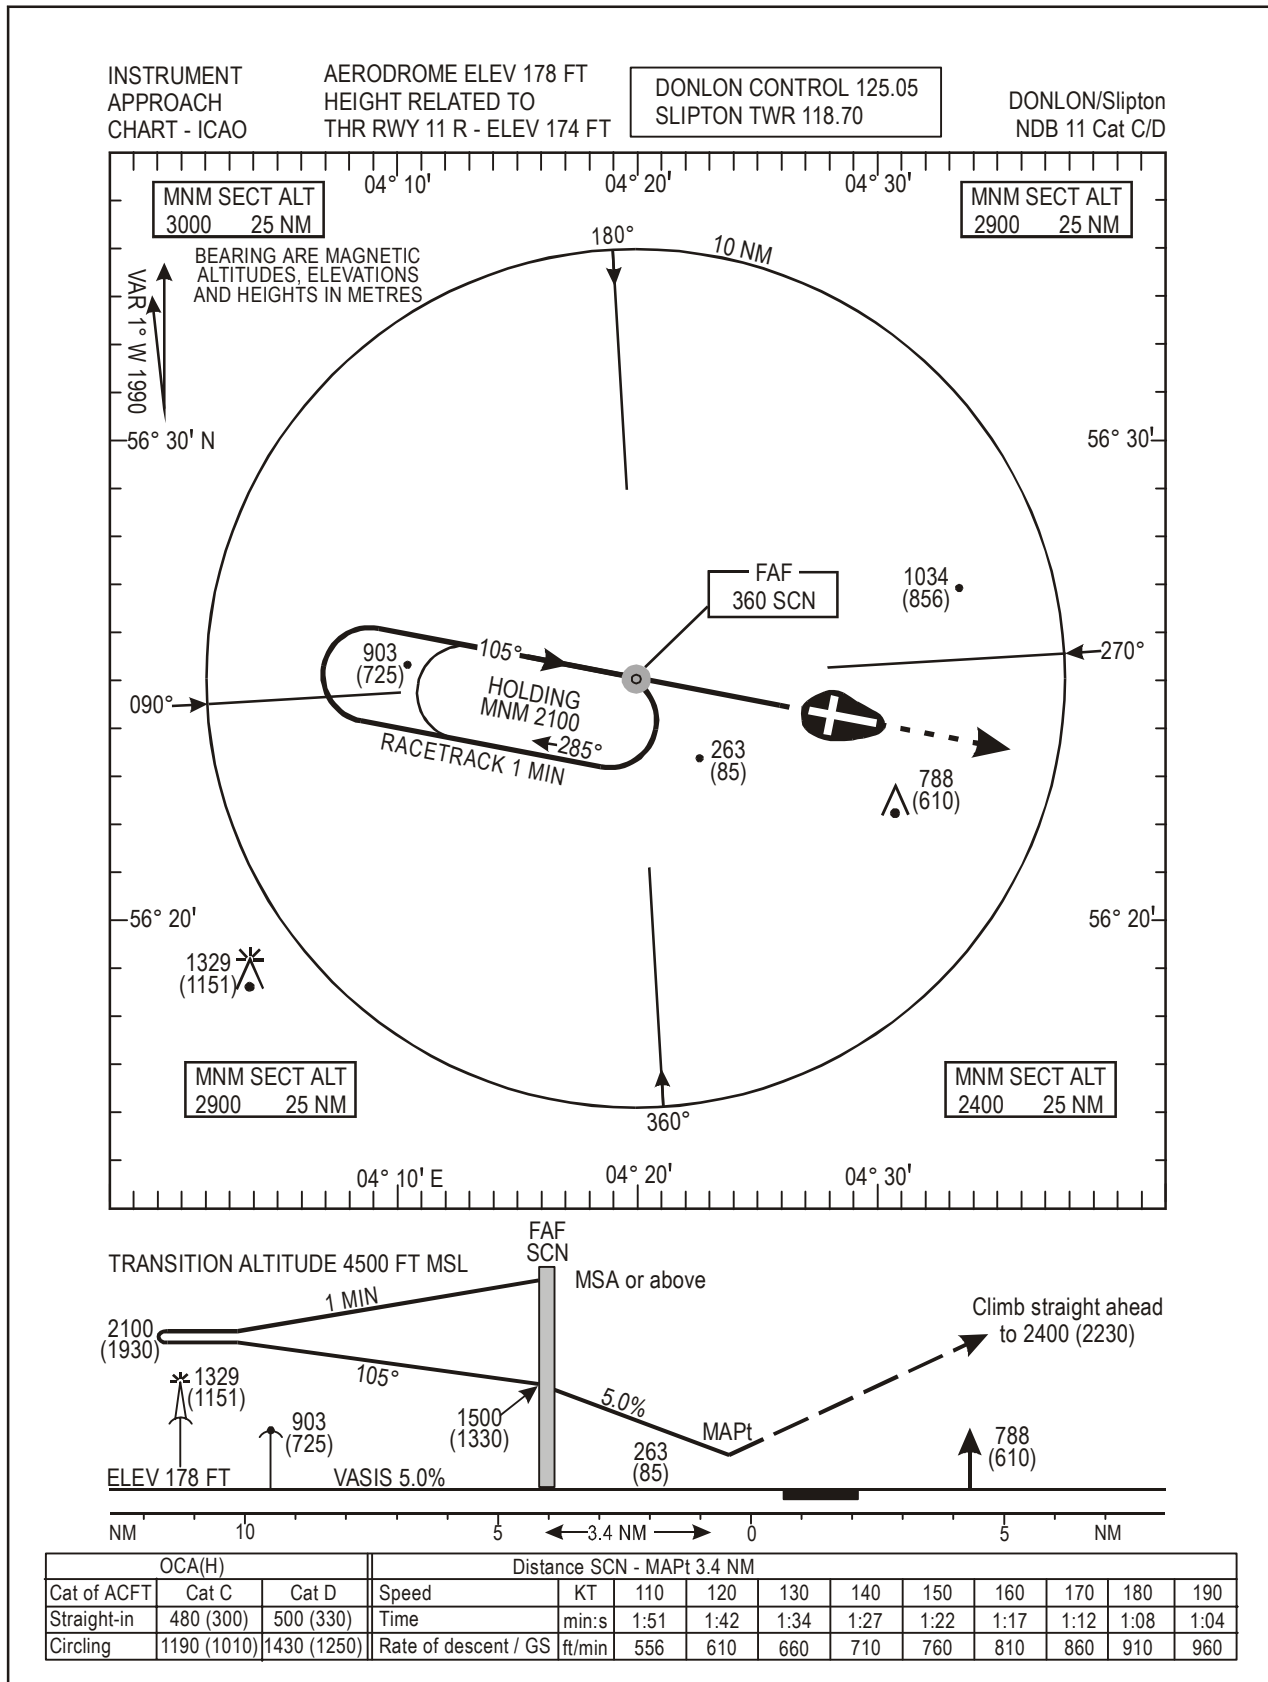 INSTRUMENT
APPROACH
CHART - ICAO
AERODROME ELEV 178 FT
HEIGHT RELATED TO
THR RWY 11 R - ELEV 174 FT
DONLON CONTROL 125.05
SLIPTON TWR 118.70
DONLON/Slipton
NDB 11 Cat C/D
04° 10'
04° 20'
04° 30'
MNM SECT ALT
3000 25 NM
MNM SECT ALT
2900 25 NM
180°
10 NM
BEARING ARE MAGNETIC
ALTITUDES, ELEVATIONS
AND HEIGHTS IN METRES
VAR 1° W 1990
56° 30' N
56° 30'
FAF
360 SCN
1034
(856)
903
(725)
105°
270°
HOLDING
MNM 2100
090°
285°
RACETRACK 1 MIN
263
(85)
788
(610)
56° 20'
56° 20'
1329
(1151)
MNM SECT ALT
2900 25 NM
MNM SECT ALT
2400 25 NM
360°
04° 10' E
04° 20'
04° 30'
FAF
SCN
TRANSITION ALTITUDE 4500 FT MSL
MSA or above
1 MIN
Climb straight ahead
to 2400 (2230)
2100
(1930)
105°
1329
(1151)
5.0%
903
(725)
1500
(1330)
MAPt
263
(85)
788
(610)
ELEV 178 FT
VASIS 5.0%
NM 10 5 3.4 NM 0 5 NM
OCA(H) Distance SCN - MAPt 3.4 NM
Cat of ACFT Cat C Cat D Speed KT 110 120 130 140 150 160 170 180 190
Straight-in 480 (300) 500 (330) Time min:s 1:51 1:42 1:34 1:27 1:22 1:17 1:12 1:08 1:04
Circling 1190 (1010) 1430 (1250) Rate of descent / GS ft/min 556 610 660 710 760 810 860 910 960